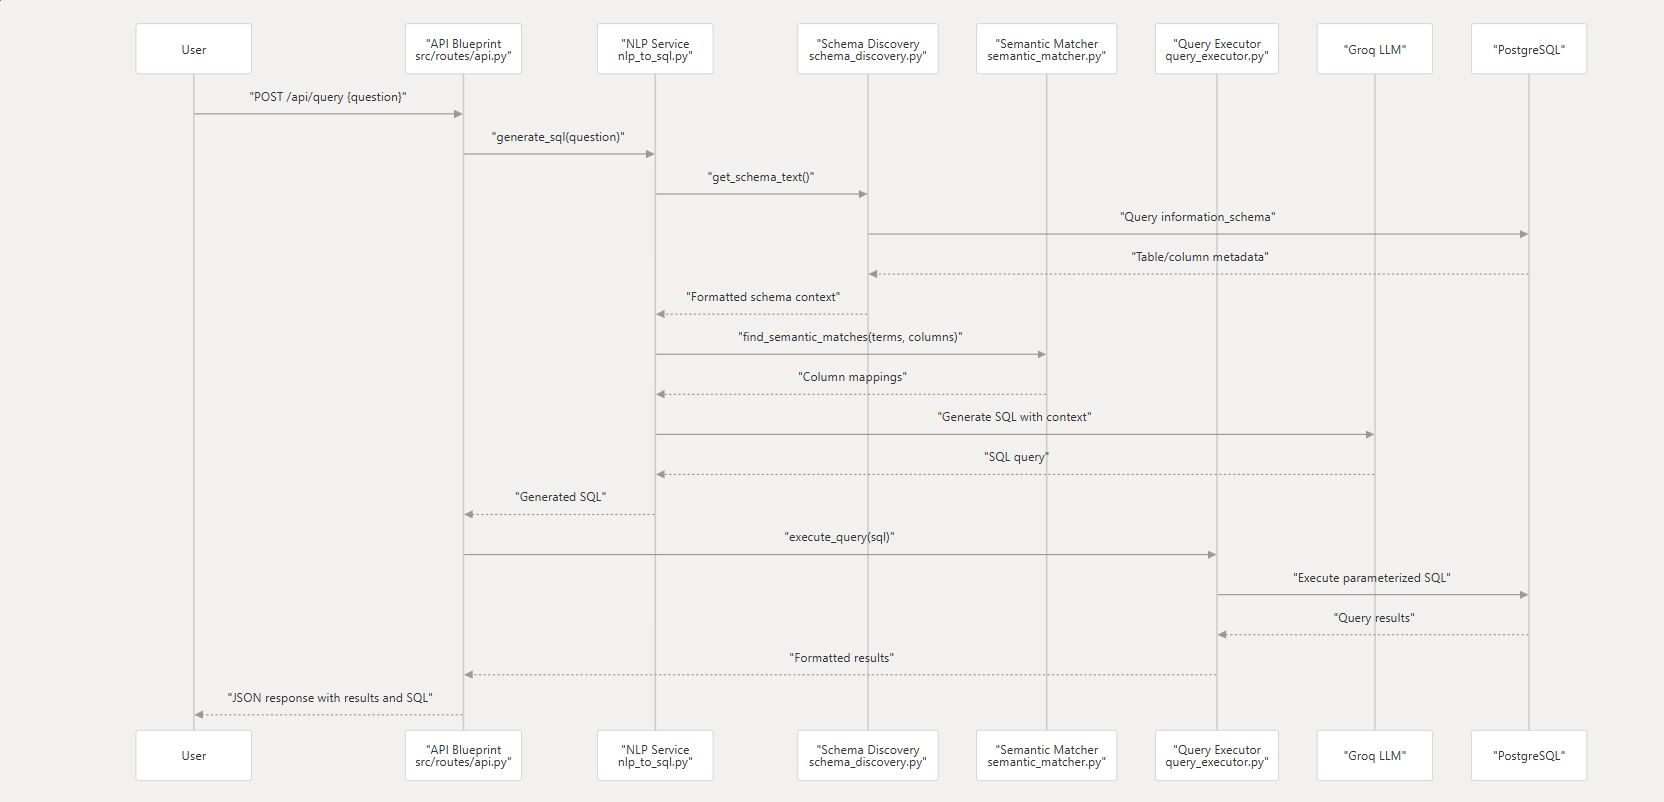 User
"API Blueprint
src/routes/api.py"
"NLP Service
nlp_to_sql.py"
"Schema Discovery
schema_discovery.py"
"Semantic Matcher
semantic_matcher.py"
"Query Executor
query_executor.py"
"Groq LLM"
"PostgreSQL"
"POST /api/query {question}"
"generate_sql(question)"
"get_schema_text()"
"Query information_schema"
"Table/column metadata"
"Formatted schema context"
"find_semantic_matches(terms, columns)"
"Column mappings"
"Generate SQL with context"
"SQL query"
"Generated SQL"
"execute_query(sql)"
"Execute parameterized SQL"
"Query results"
"Formatted results"
"JSON response with results and SQL"
User
"API Blueprint
src/routes/api.py"
"NLP Service
nlp_to_sql.py"
"Schema Discovery
schema_discovery.py"
"Semantic Matcher
semantic_matcher.py"
"Query Executor
query_executor.py"
"Groq LLM"
"PostgreSQL"